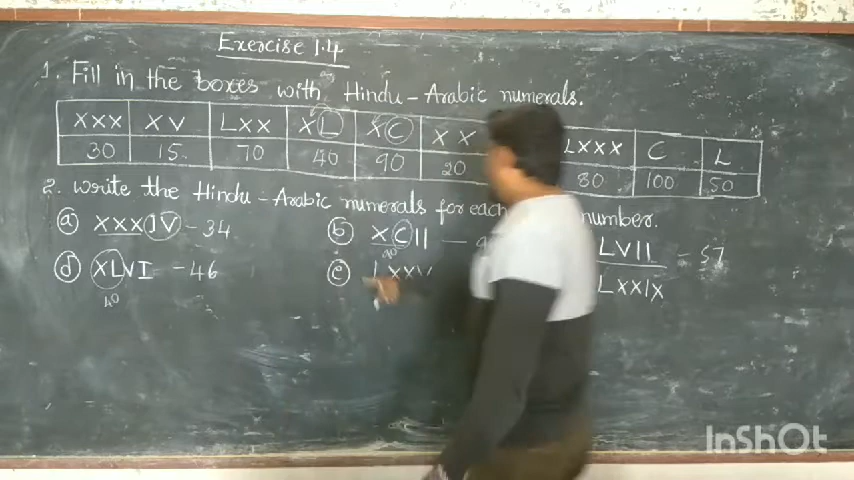 Exercise 1.4
1. Fill in the boxes with Hindu-Arabic numerals.
XXX XV LXX XL XC XX LXXX C L
30 15 70 40 90 20 80 100 50
2. Write the Hindu-Arabic numerals for each number.
a XXXIV - 34 b XCII — LVII - 57
d XLVI - 46 e LXXIX
40
InShOt